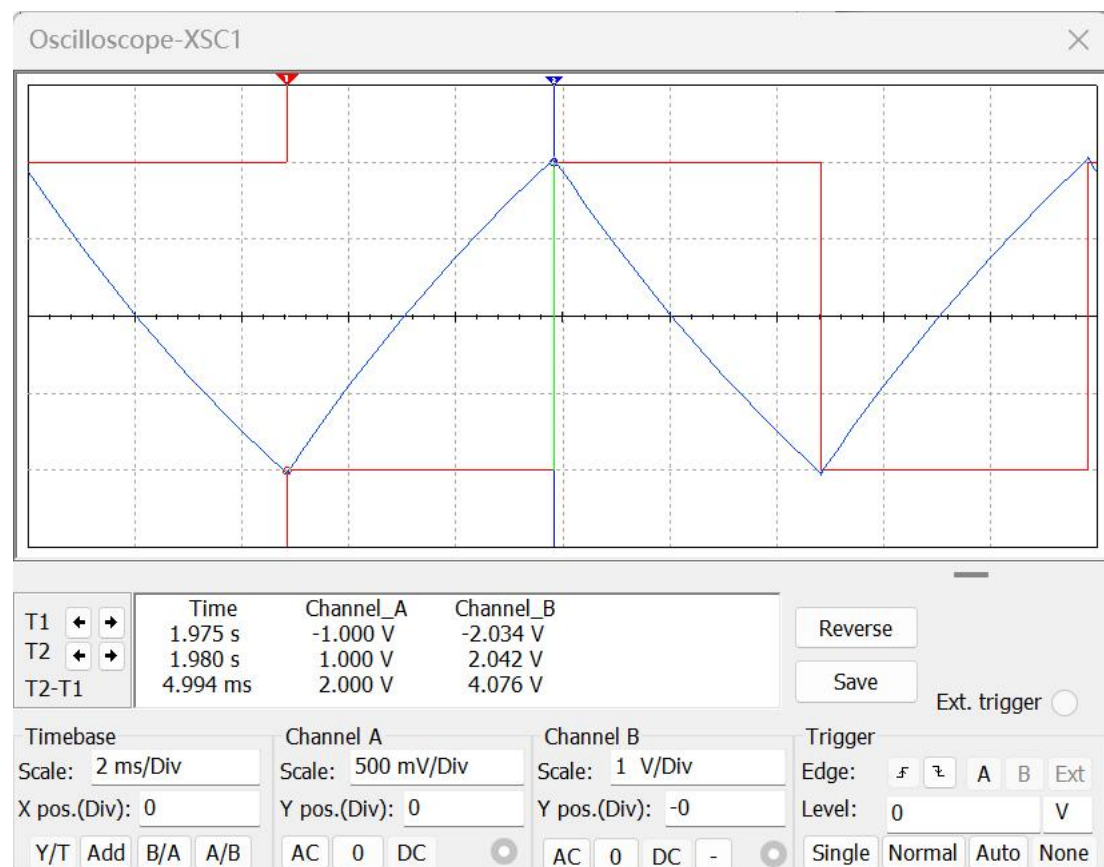 Oscilloscope-XSC1
1
2
Time Channel_A Channel_B
T1 1.975 s -1.000 V -2.034 V
T2 1.980 s 1.000 V 2.042 V
T2-T1 4.994 ms 2.000 V 4.076 V
Reverse
Save
Ext. trigger
Timebase
Scale: 2 ms/Div
X pos.(Div): 0
Y/T Add B/A A/B
Channel A
Scale: 500 mV/Div
Y pos.(Div): 0
AC 0 DC
Channel B
Scale: 1 V/Div
Y pos.(Div): -0
AC 0 DC -
Trigger
Edge: A B Ext
Level: 0 V
Single Normal Auto None